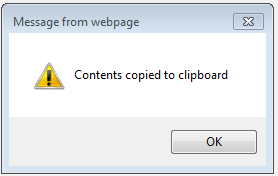 Message from webpage
Contents copied to clipboard
OK